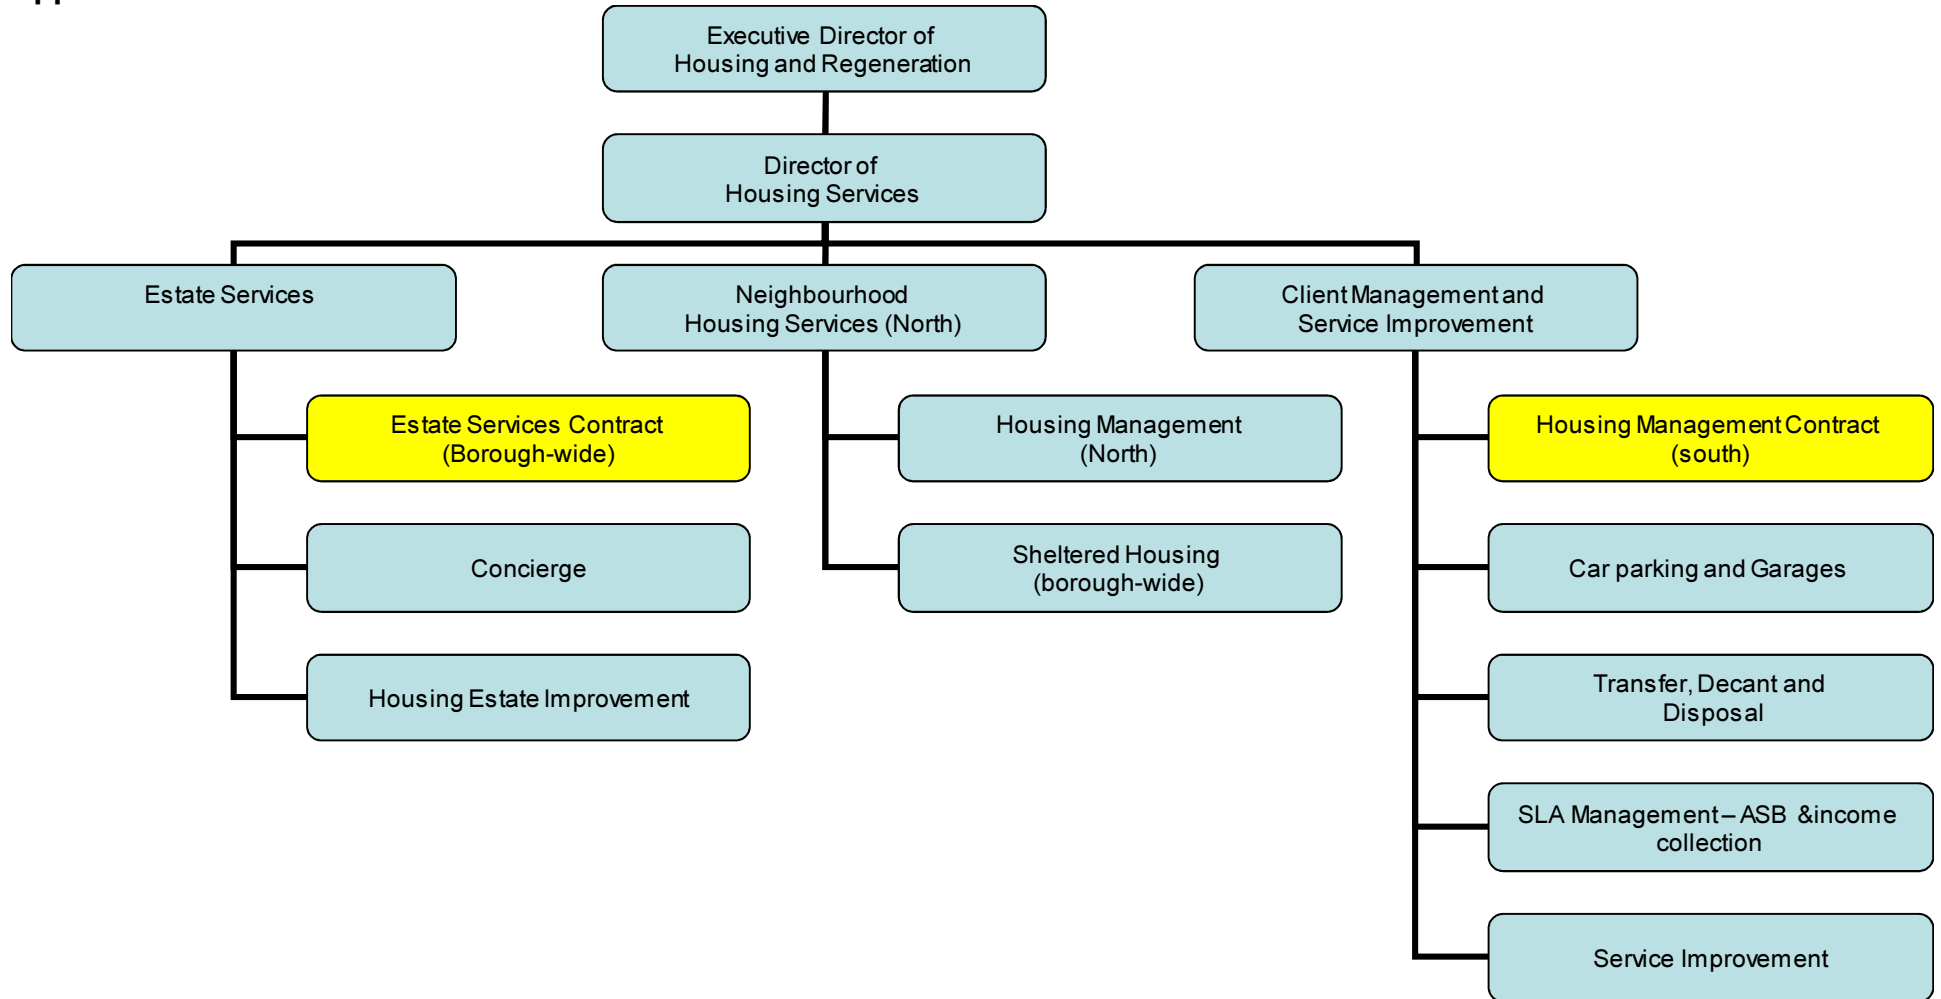 Executive Director of
Housing and Regeneration
Director of
Housing Services
Estate Services
Neighbourhood
Housing Services (North)
Client Management and
Service Improvement
Estate Services Contract
(Borough-wide)
Housing Management
(North)
Housing Management Contract
(south)
Concierge
Sheltered Housing
(borough-wide)
Car parking and Garages
Housing Estate Improvement
Transfer, Decant and
Disposal
SLA Management – ASB &income
collection
Service Improvement